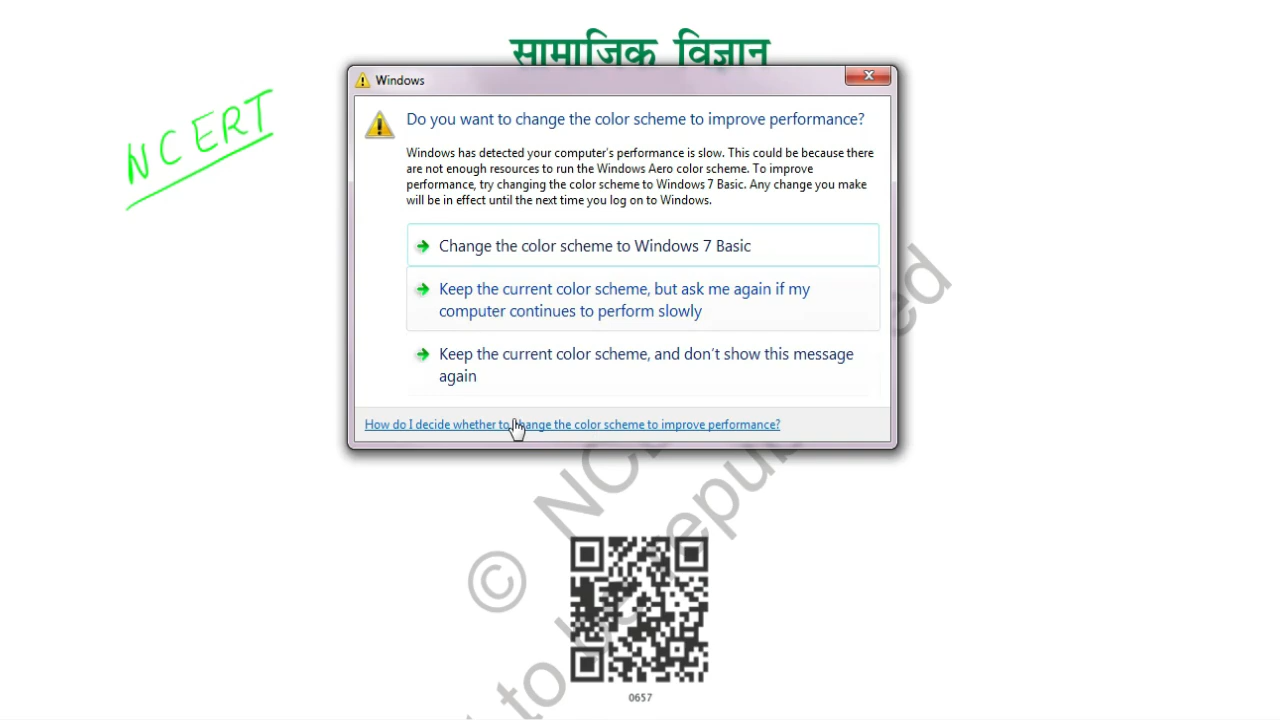 सामाजिक विज्ञान
NCERT
Windows
Do you want to change the color scheme to improve performance?
Windows has detected your computer's performance is slow. This could be because there
are not enough resources to run the Windows Aero color scheme. To improve
performance, try changing the color scheme to Windows 7 Basic. Any change you make
will be in effect until the next time you log on to Windows.
Change the color scheme to Windows 7 Basic
Keep the current color scheme, but ask me again if my
computer continues to perform slowly
Keep the current color scheme, and don't show this message
again
How do I decide whether to change the color scheme to improve performance?
© NC
to be republ ed
0657